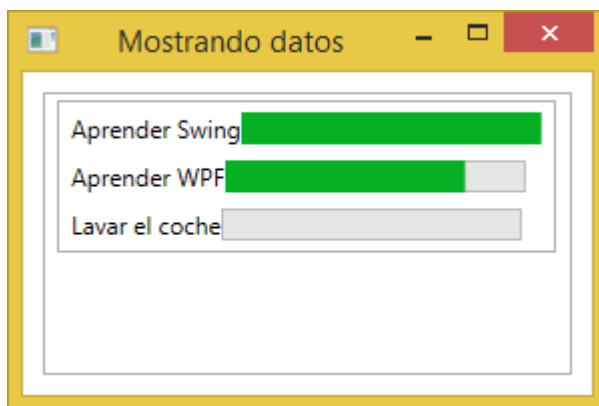 Mostrando datos
Aprender Swing
Aprender WPF
Lavar el coche